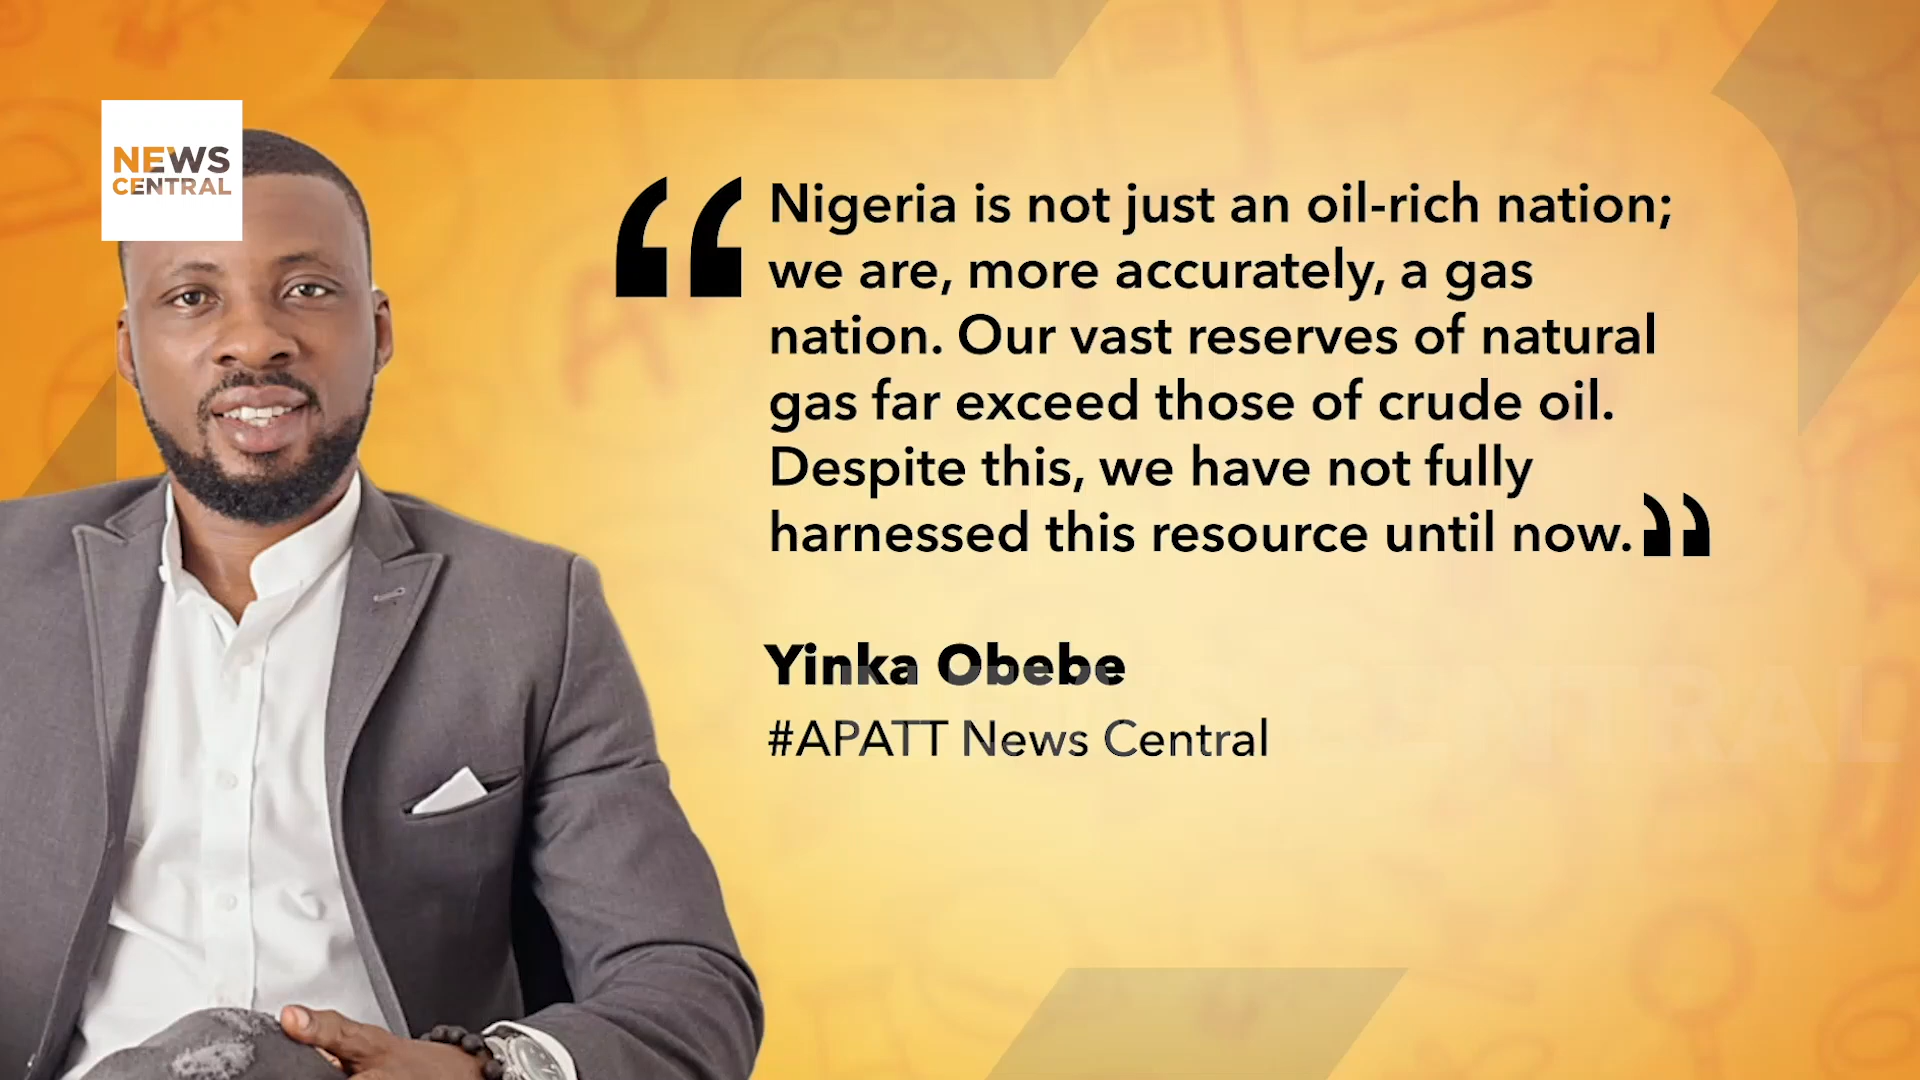 NEWS
CENTRAL
“Nigeria is not just an oil-rich nation;
we are, more accurately, a gas
nation. Our vast reserves of natural
gas far exceed those of crude oil.
Despite this, we have not fully
harnessed this resource until now.”
Yinka Obebe
#APATT News Central
NEWS CENTRAL